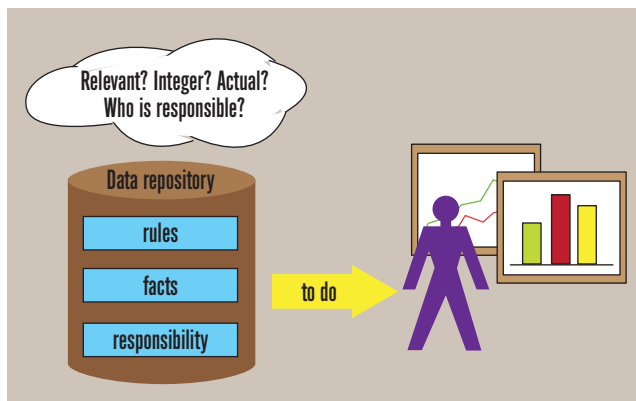 Relevant? Integer? Actual?
Who is responsible?
Data repository
rules
facts
responsibility
to do